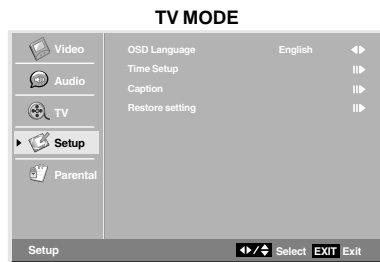 TV MODE
Video
Audio
TV
Setup
Parental
OSD Language English
Time Setup
Caption
Restore setting
Setup
Select EXIT Exit